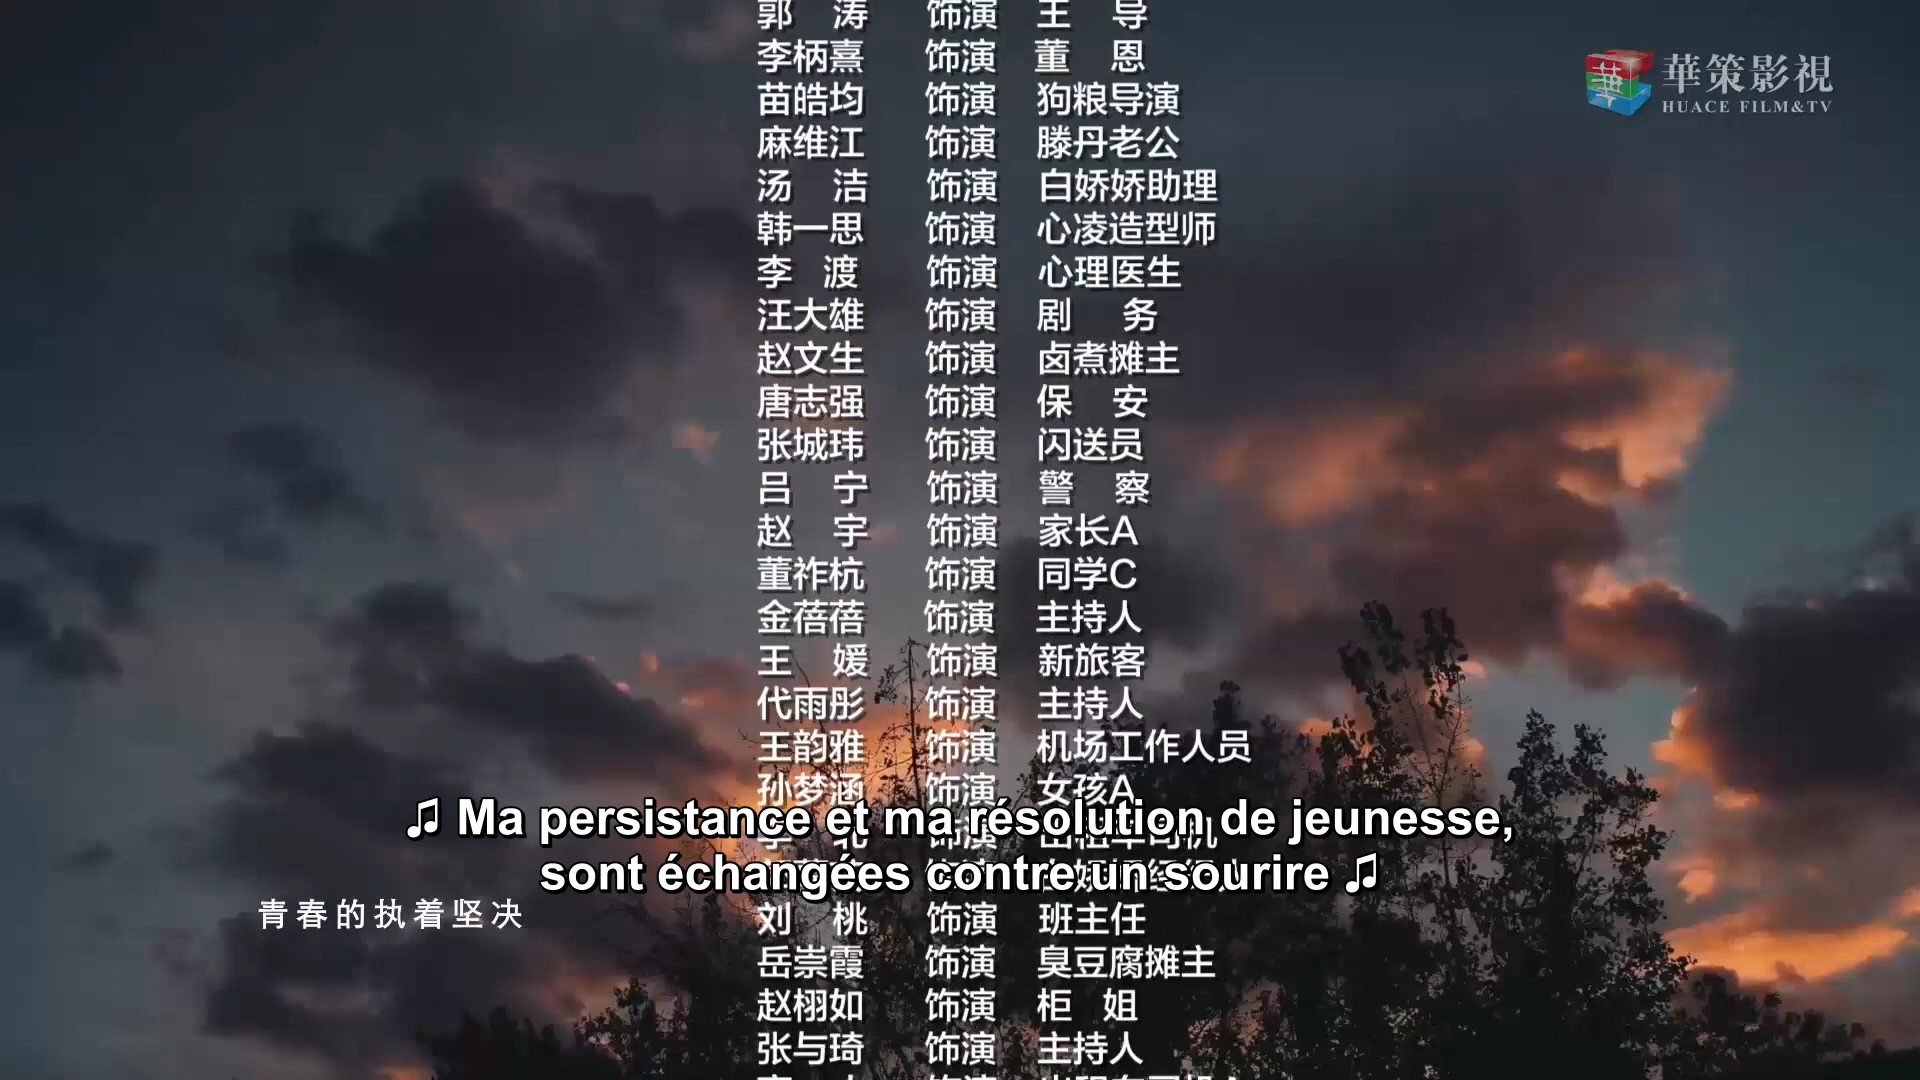 郭 涛 饰演 王 导
李柄熹 饰演 董 恩
華策影視
HUACE FILM&TV
苗皓均 饰演 狗粮导演
麻维江 饰演 滕丹老公
汤 洁 饰演 白娇娇助理
韩一思 饰演 心凌造型师
李 渡 饰演 心理医生
汪大雄 饰演 剧 务
赵文生 饰演 卤煮摊主
唐志强 饰演 保 安
张城玮 饰演 闪送员
吕 宁 饰演 警 察
赵 宇 饰演 家长A
董祚杭 饰演 同学C
金蓓蓓 饰演 主持人
王 媛 饰演 新旅客
代雨彤 饰演 主持人
王韵雅 饰演 机场工作人员
孙梦涵 饰演 女孩A
♫ Ma persistance et ma résolution de jeunesse,
sont échangées contre un sourire ♫
青春的执着坚决
刘 桃 饰演 班主任
岳崇霞 饰演 臭豆腐摊主
赵栩如 饰演 柜 姐
张与琦 饰演 主持人